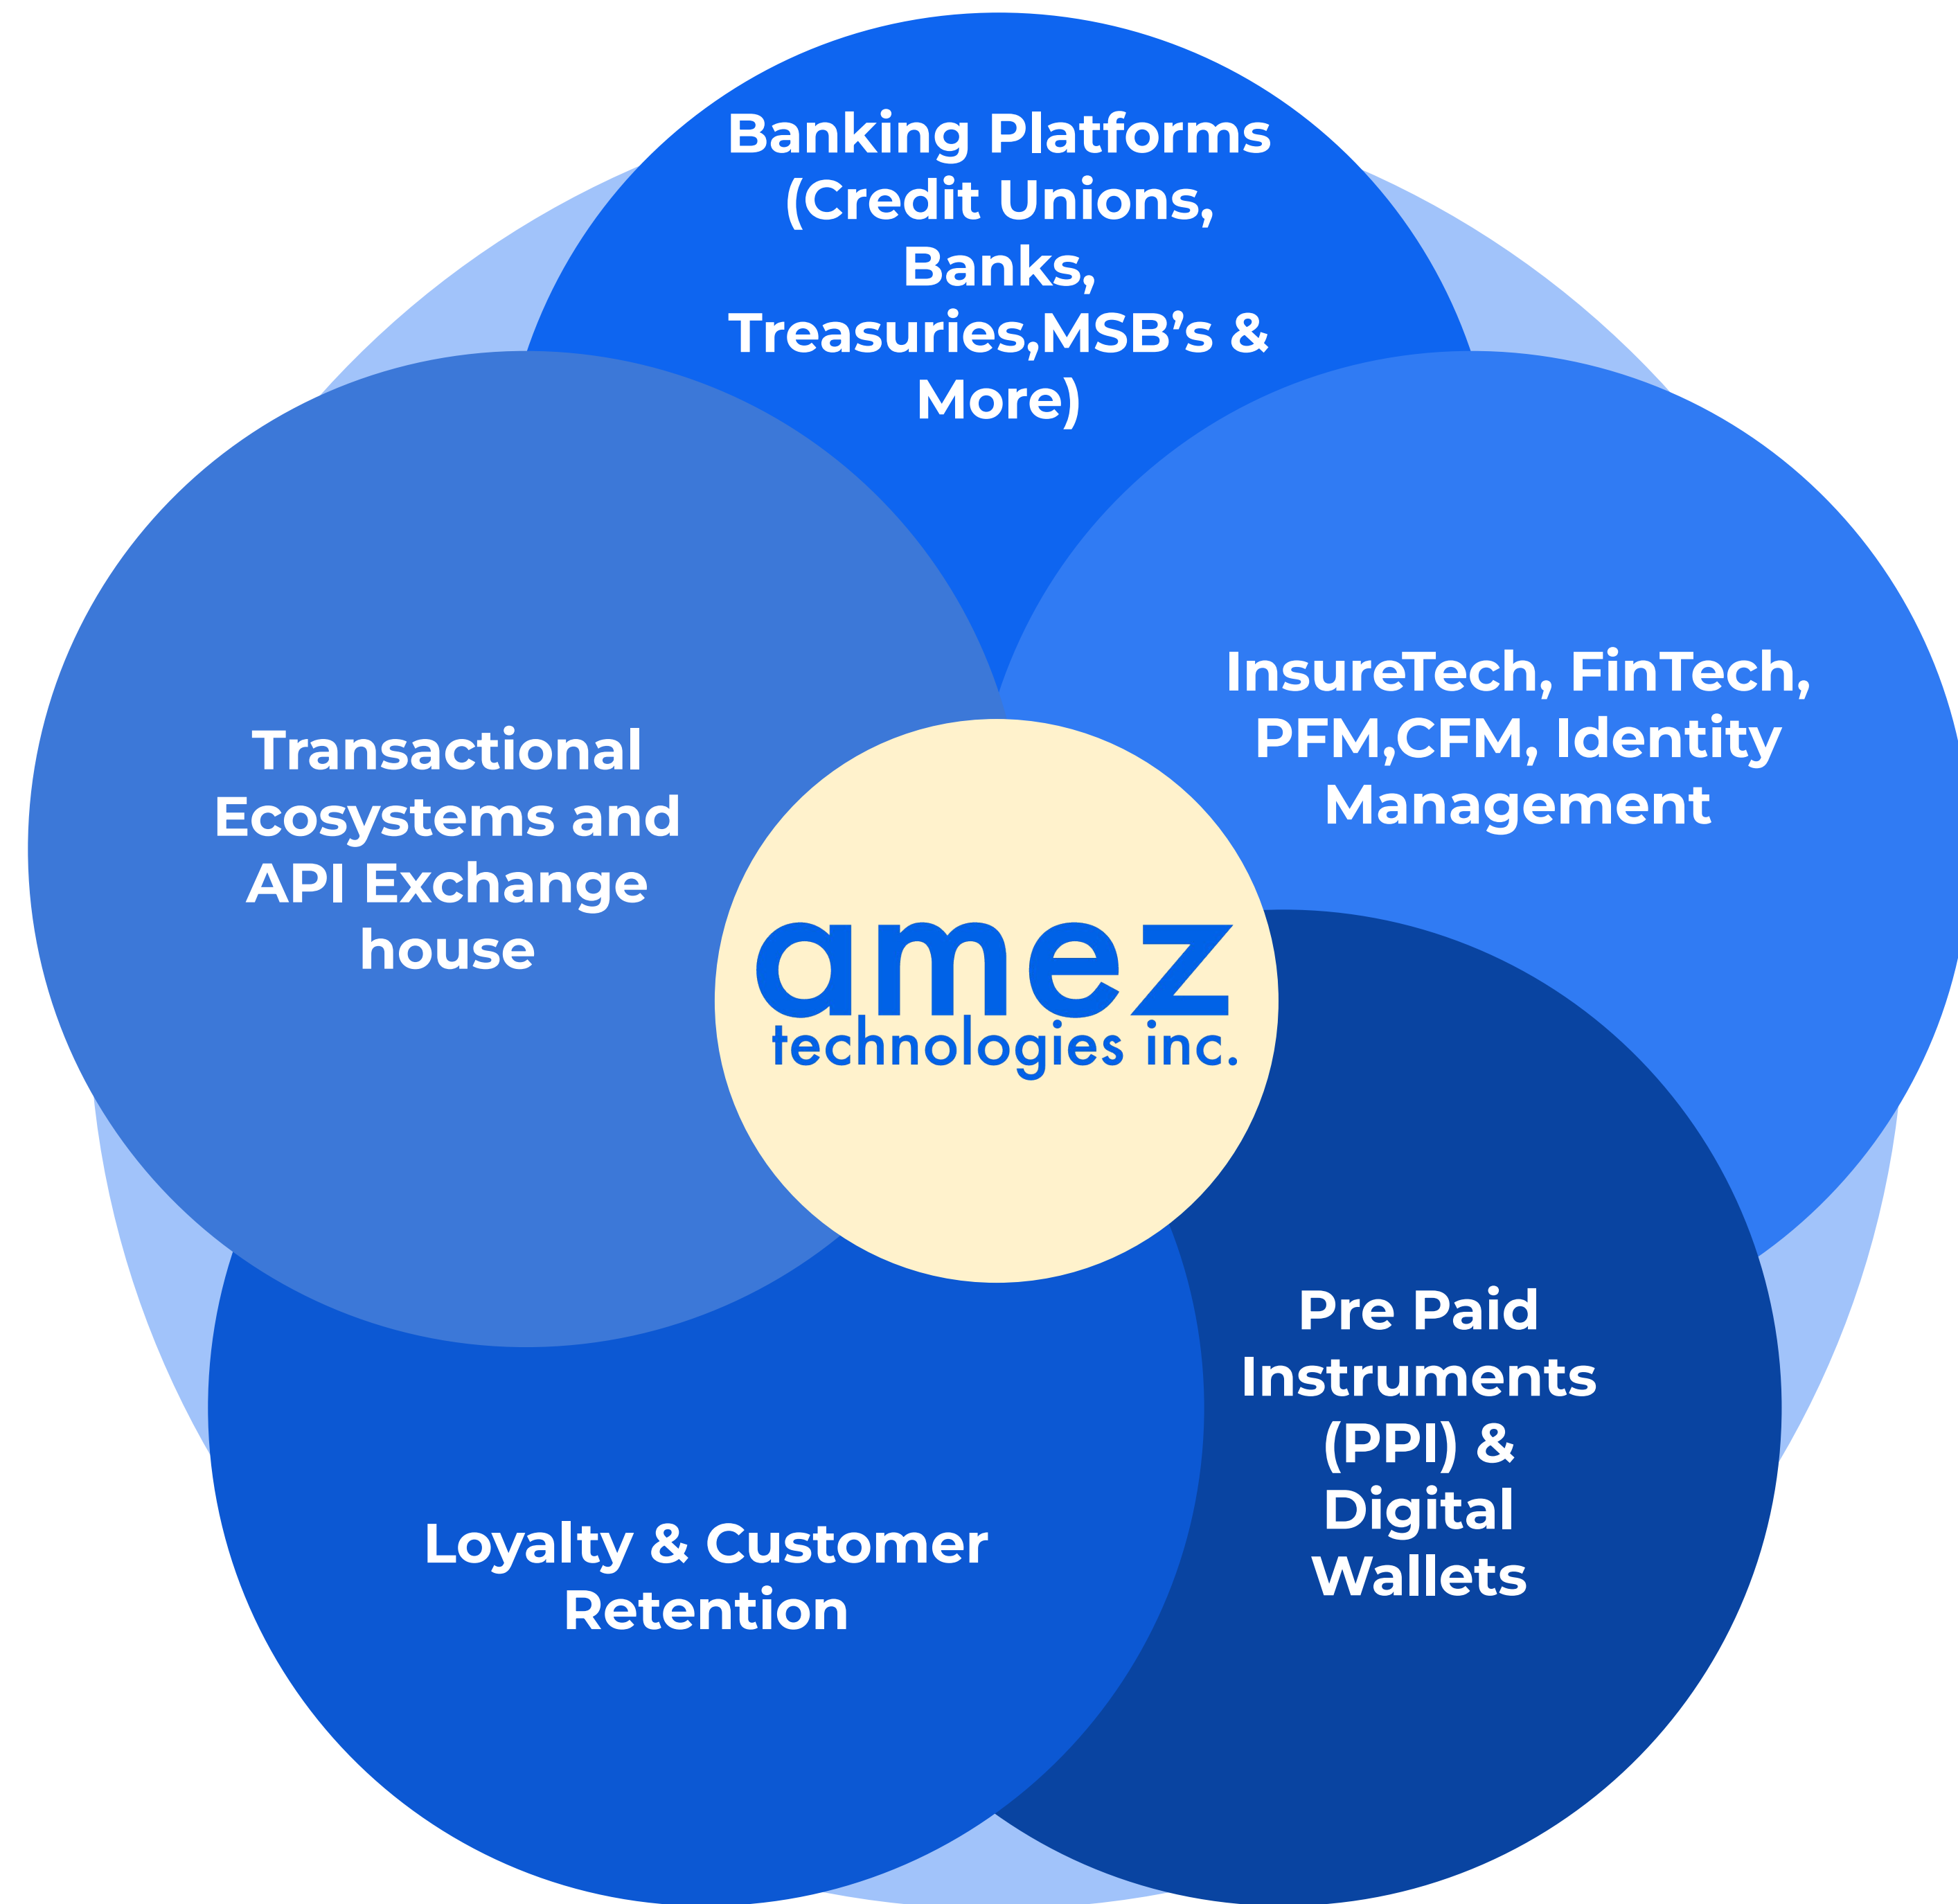 Banking Platforms
(Credit Unions,
Banks,
Treasuries,MSB's &
More)
InsureTech, FinTech,
PFM,CFM, Identity
Management
Transactional
Ecosystems and
API Exchange
house
amez
technologies inc.
Pre Paid
Instruments
(PPI) &
Digital
Wallets
Loyalty & Customer
Retention